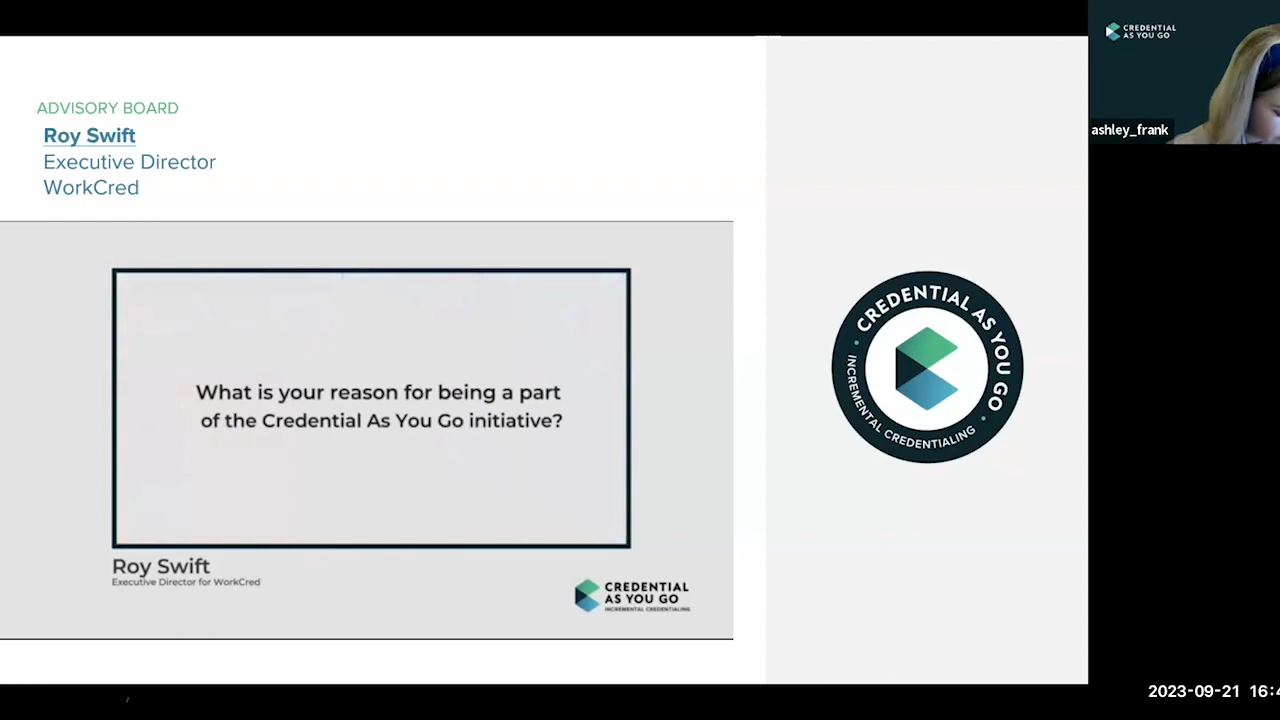 ADVISORY BOARD
Roy Swift
Executive Director
WorkCred
What is your reason for being a part
of the Credential As You Go initiative?
Roy Swift
Executive Director for WorkCred
CREDENTIAL
AS YOU GO
INCREMENTAL CREDENTIALING
CREDENTIAL AS YOU GO
INCREMENTAL CREDENTIALING
CREDENTIAL
AS YOU GO
ashley_frank
2023-09-21 16:4